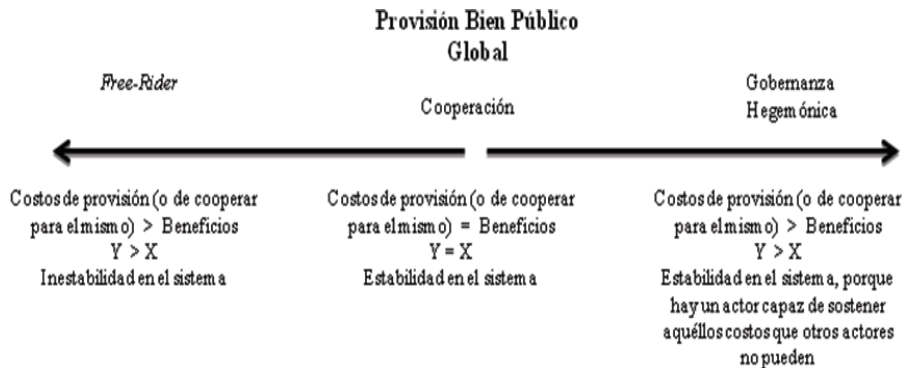 Provisión Bien Público
Global
Free-Rider
Cooperación
Gobernanza
Hegemónica
Costos de provisión (o de cooperar
para el mismo) > Beneficios
Y > X
Inestabilidad en el sistema
Costos de provisión (o de cooperar
para el mismo) = Beneficios
Y = X
Estabilidad en el sistema
Costos de provisión (o de cooperar
para el mismo) > Beneficios
Y > X
Estabilidad en el sistema, porque
hay un actor capaz de sostener
aquéllos costos que otros actores
no pueden